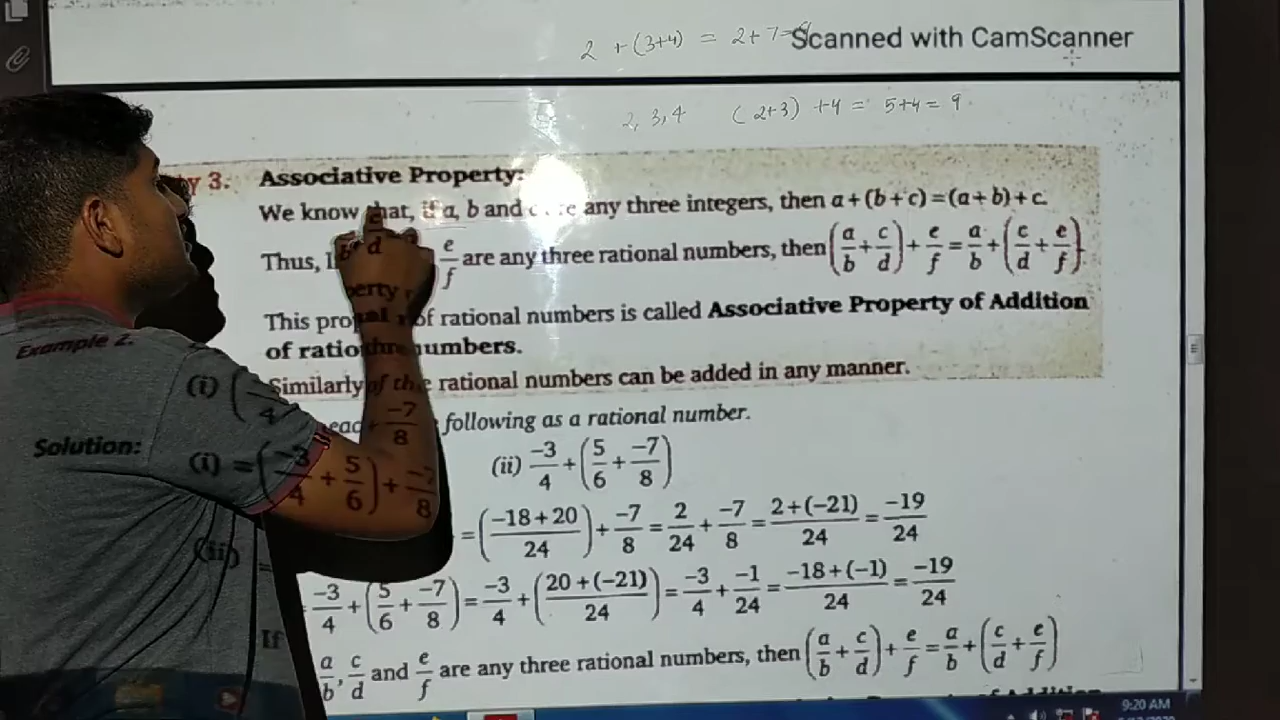 2 + (3+4) = 2+7=9
Scanned with CamScanner
2, 3, 4 (2+3) +4 = 5+4= 9
3. Associative Property:
We know that, if a, b and any three integers, then a + (b + c) = (a + b) + c.
Thus, e/f are any three rational numbers, then (a/b + c/d) + e/f = a/b + (c/d + e/f).
This of rational numbers is called Associative Property of Addition
of numbers.
Similarly rational numbers can be added in any manner.
Example 2. following as a rational number.
(i) -7/8 (ii) -3/4 + (5/6 + -7/8)
Solution: (i) = (-3/4 + 5/6) + -7/8 = ((-18 + 20)/24) + -7/8 = 2/24 + -7/8 = (2 + (-21))/24 = -19/24
(ii) = -3/4 + (5/6 + -7/8) = -3/4 + ((20 + (-21))/24) = -3/4 + -1/24 = (-18 + (-1))/24 = -19/24
If a/b, c/d and e/f are any three rational numbers, then (a/b + c/d) + e/f = a/b + (c/d + e/f)
9:20 AM